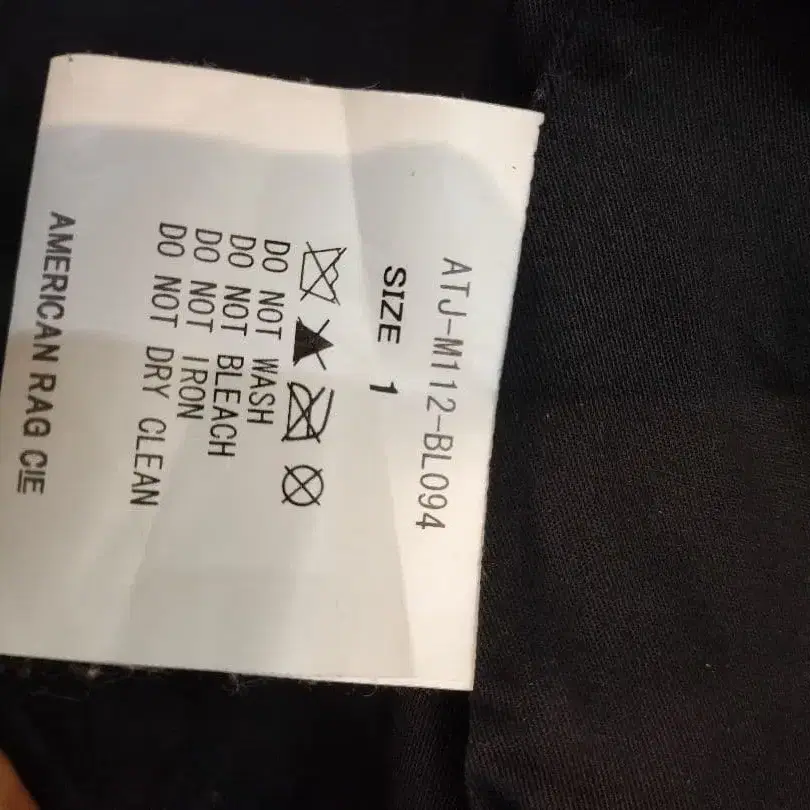 ATJ-M112-BL094
SIZE 1
DO NOT WASH
DO NOT BLEACH
DO NOT IRON
DO NOT DRY CLEAN
AMERICAN RAG CIE